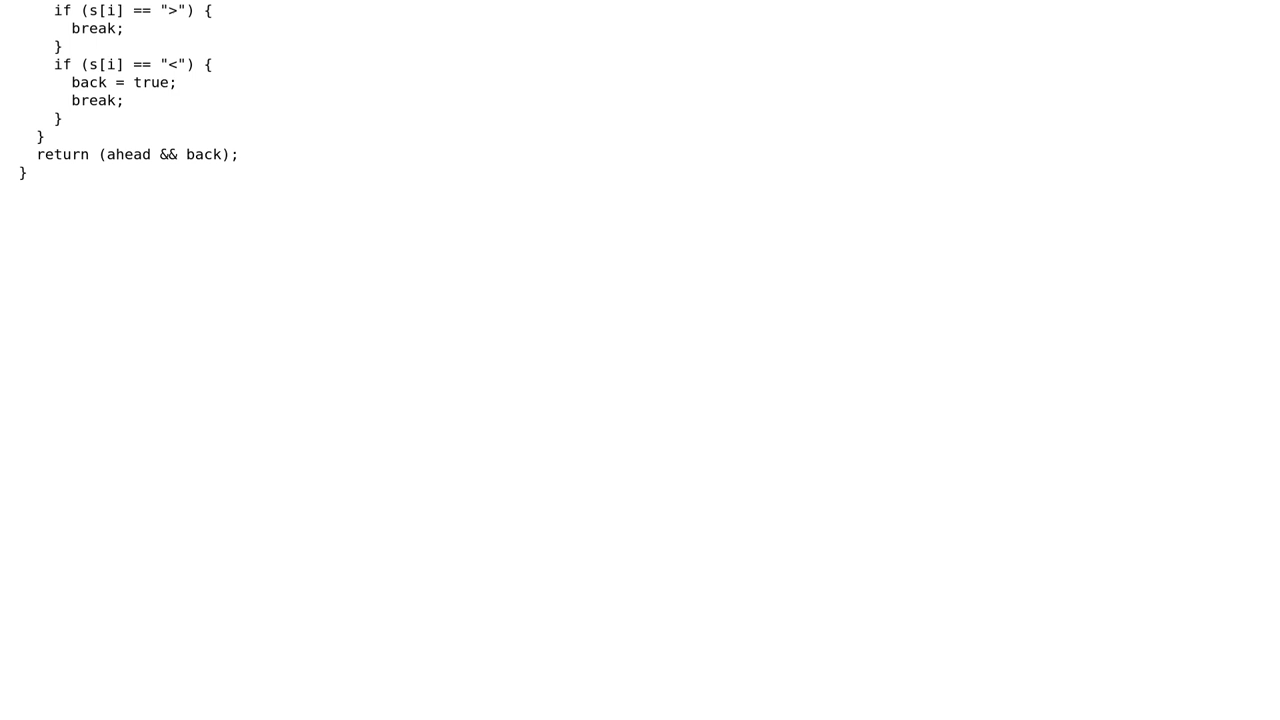 if (s[i] == ">") {
      break;
    }
    if (s[i] == "<") {
      back = true;
      break;
    }
  }
  return (ahead && back);
}